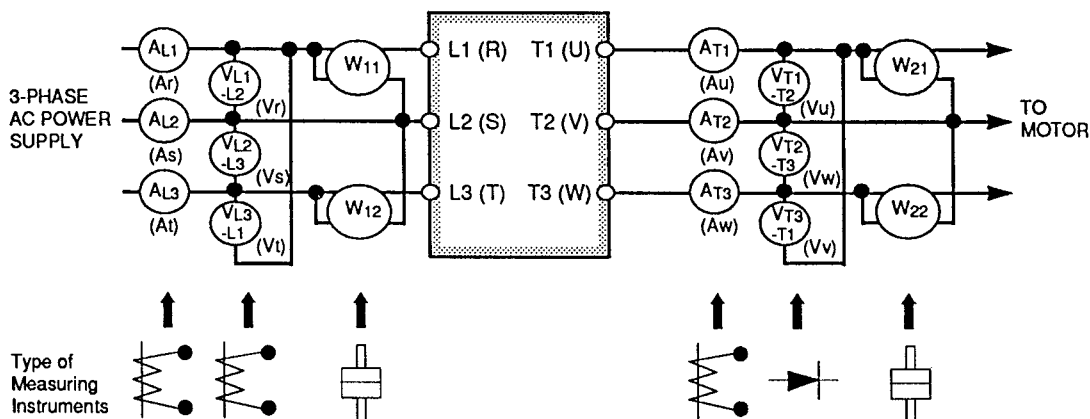 AL1 L1 (R) T1 (U) AT1
(Ar) VL1 -L2 W11 (Au) VT1 -T2 W21
(Vr) (Vu)
3-PHASE
AC POWER
SUPPLY
AL2 L2 (S) T2 (V) AT2
TO
MOTOR
(As) VL2 -L3 (Av) VT2 -T3
(Vs) (Vw)
AL3 L3 (T) T3 (W) AT3
W12 W22
(At) VL3 -L1 (Aw) VT3 -T1
(Vt) (Vv)
Type of
Measuring
Instruments